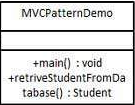 MVCPatternDemo
+main() : void
+retriveStudentFromDa
tabase() : Student